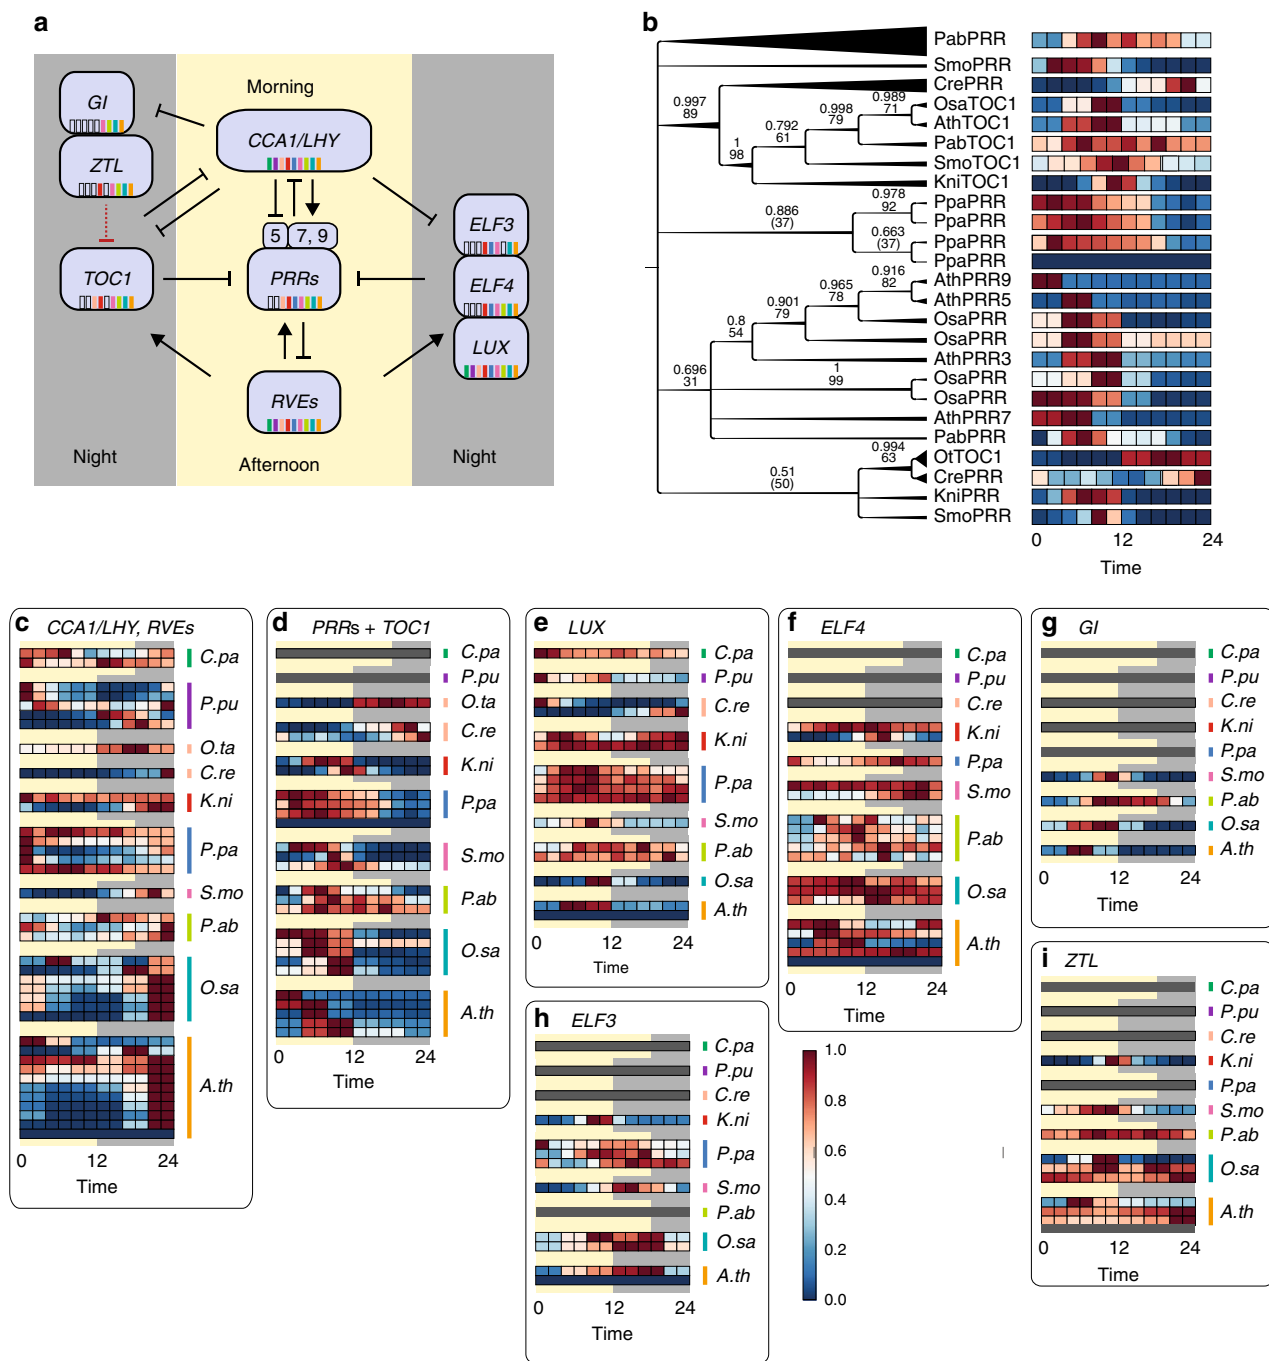 a
Morning
GI
ZTL
CCA1/LHY
5
7, 9
TOC1
PRRs
ELF3
ELF4
LUX
RVEs
Night
Afternoon
Night
b
PabPRR
SmoPRR
CrePRR
OsaTOC1
AthTOC1
PabTOC1
SmoTOC1
KniTOC1
PpaPRR
PpaPRR
PpaPRR
PpaPRR
AthPRR9
AthPRR5
OsaPRR
OsaPRR
AthPRR3
OsaPRR
OsaPRR
AthPRR7
PabPRR
OtTOC1
CrePRR
KniPRR
SmoPRR
0.997
89
0.989
71
0.998
79
0.792
61
1
98
0.978
92
0.886
(37)
0.663
(37)
0.916
82
0.965
78
0.901
79
0.8
54
0.696
31
1
99
0.994
63
0.51
(50)
0 12 24
Time
c CCA1/LHY, RVEs
C.pa
P.pu
O.ta
C.re
K.ni
P.pa
S.mo
P.ab
O.sa
A.th
0 12 24
Time
d PRRs + TOC1
C.pa
P.pu
O.ta
C.re
K.ni
P.pa
S.mo
P.ab
O.sa
A.th
0 12 24
Time
e LUX
C.pa
P.pu
C.re
K.ni
P.pa
S.mo
P.ab
O.sa
A.th
0 12 24
Time
f ELF4
C.pa
P.pu
C.re
K.ni
P.pa
S.mo
P.ab
O.sa
A.th
0 12 24
Time
g GI
C.pa
P.pu
C.re
K.ni
P.pa
S.mo
P.ab
O.sa
A.th
0 12 24
Time
h ELF3
C.pa
P.pu
C.re
K.ni
P.pa
S.mo
P.ab
O.sa
A.th
0 12 24
Time
1.0
0.8
0.6
0.4
0.2
0.0
i ZTL
C.pa
P.pu
C.re
K.ni
P.pa
S.mo
P.ab
O.sa
A.th
0 12 24
Time